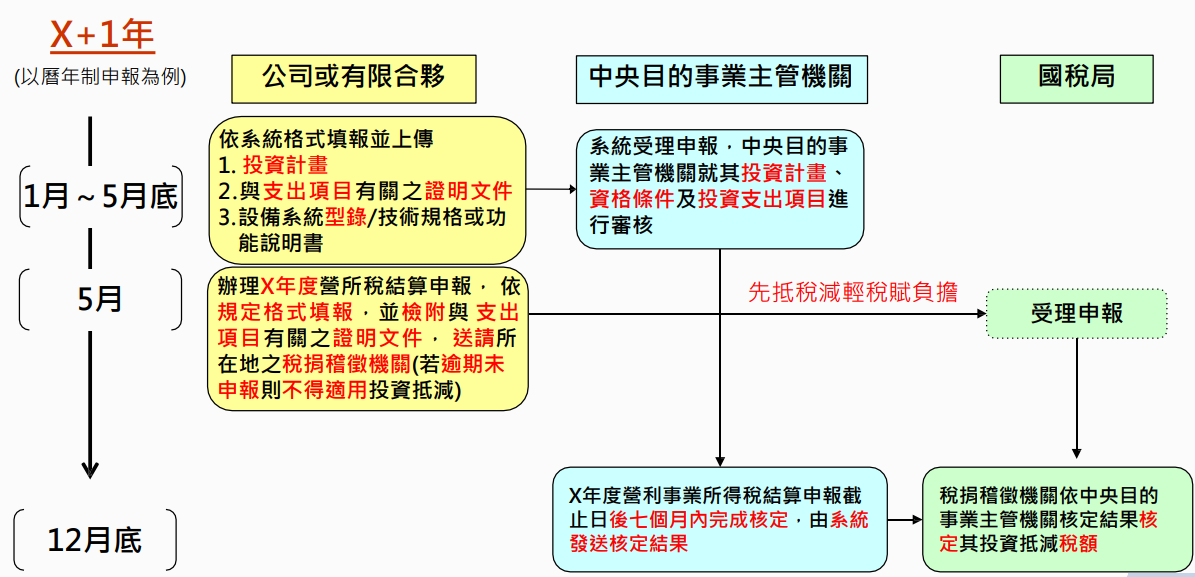 X+1年
(以曆年制申報為例)
公司或有限合夥
中央目的事業主管機關
國稅局
1月～5月底
依系統格式填報並上傳
1. 投資計畫
2.與支出項目有關之證明文件
3.設備系統型錄/技術規格或功
能說明書
系統受理申報，中央目的事
業主管機關就其投資計畫、
資格條件及投資支出項目進
行審核
5月
辦理X年度營所稅結算申報， 依
規定格式填報，並檢附與 支出
項目有關之證明文件， 送請所
在地之稅捐稽徵機關(若逾期未
申報則不得適用投資抵減)
先抵稅減輕稅賦負擔
受理申報
12月底
X年度營利事業所得稅結算申報截
止日後七個月內完成核定，由系統
發送核定結果
稅捐稽徵機關依中央目的
事業主管機關核定結果核
定其投資抵減稅額